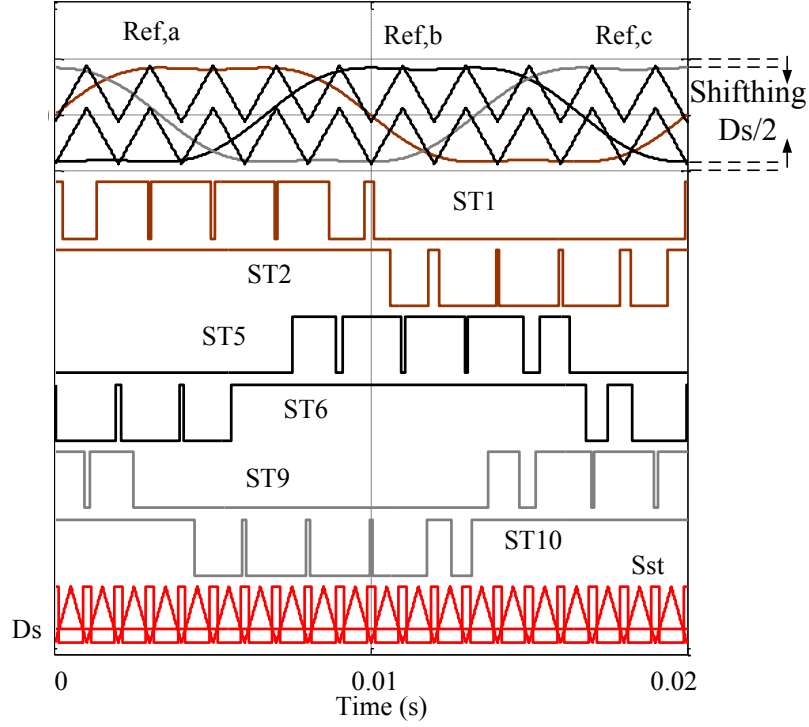 Ref,a
Ref,b
Ref,c
Shifthing
Ds/2
ST1
ST2
ST5
ST6
ST9
ST10
Sst
Ds
0
0.01
0.02
Time (s)